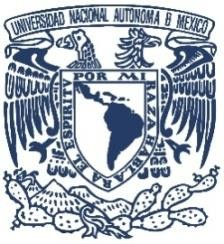 UNIVERSIDAD NACIONAL AUTONOMA D MEXICO
POR MI RAZA HABLARA EL ESPIRITU